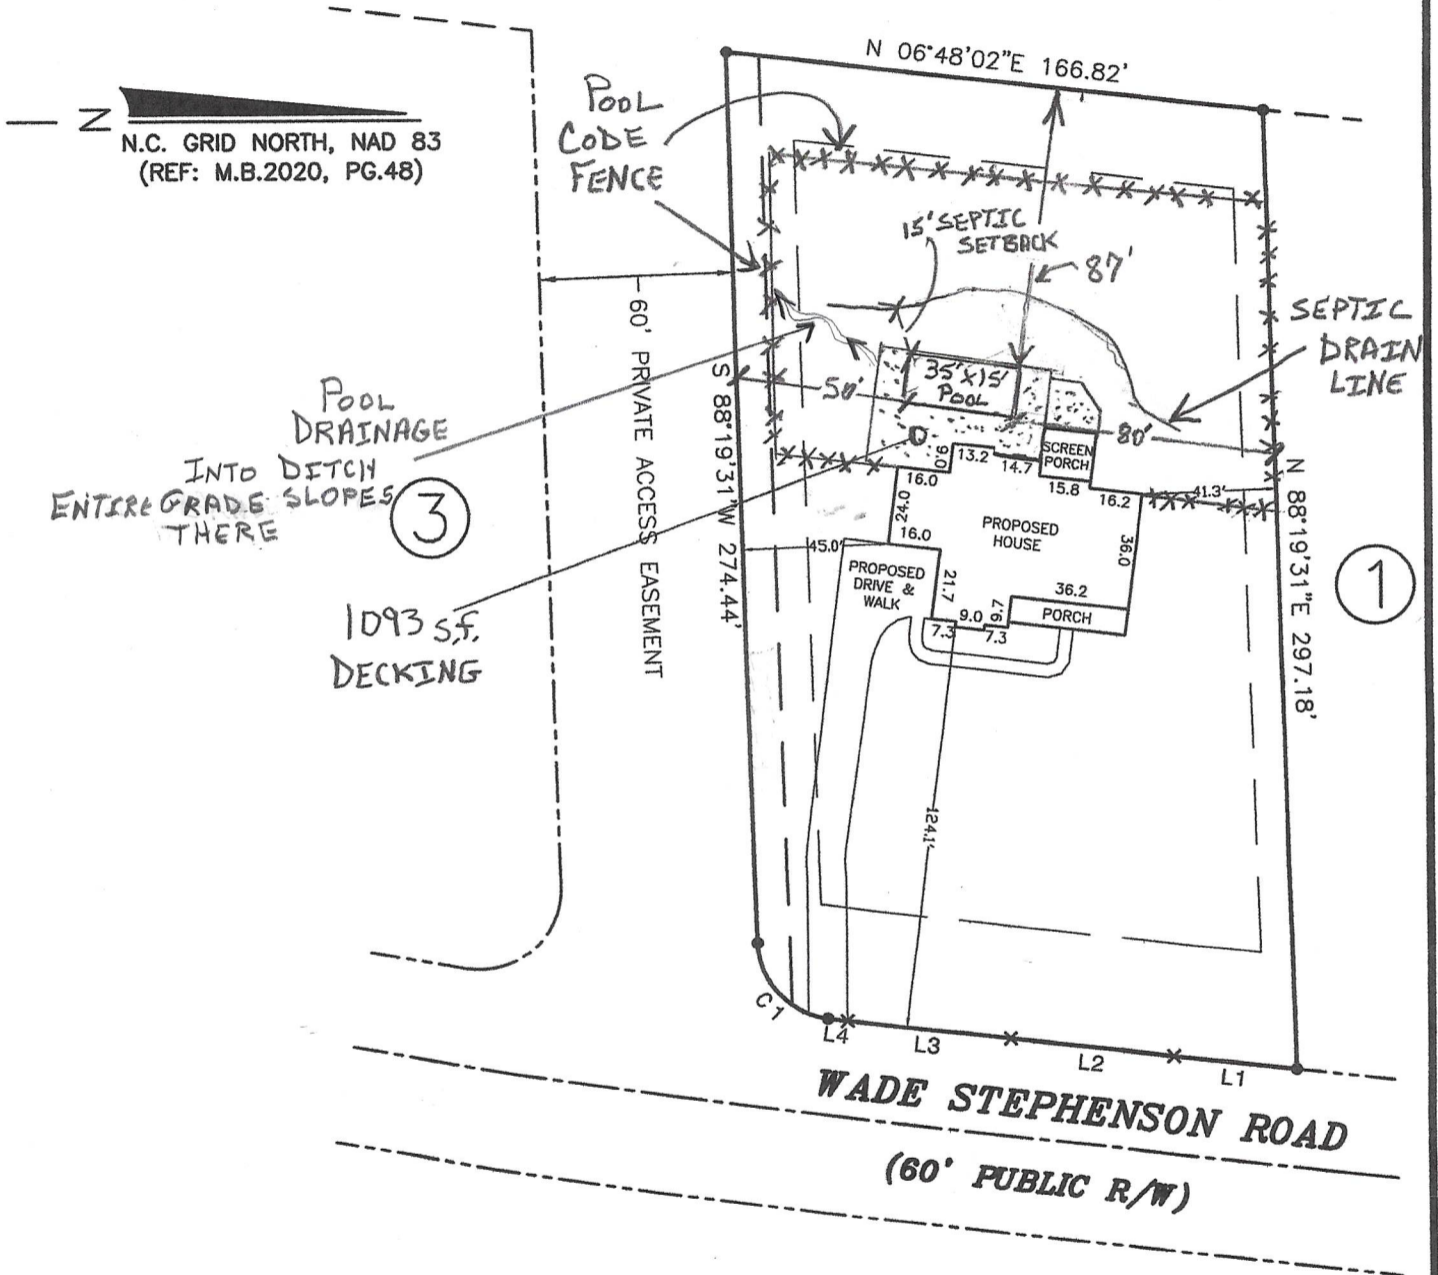 N 06°48'02"E 166.82'
N
N.C. GRID NORTH, NAD 83
(REF: M.B.2020, PG.48)
POOL
CODE
FENCE
15' SEPTIC
SETBACK
87'
SEPTIC
DRAIN
LINE
60' PRIVATE ACCESS EASEMENT
S 88°19'31"W 274.44'
50'
35' X 15'
POOL
80'
POOL
DRAINAGE
INTO DITCH
ENTIRE GRADE SLOPES
THERE
3
1093 S.F.
DECKING
SCREEN
PORCH
9.0
13.2
14.7
16.0
15.8
16.2
41.3'
24.0
16.0
45.0'
PROPOSED
HOUSE
36.0
PROPOSED
DRIVE &
WALK
21.7
36.2
PORCH
9.0
6.7
7.3
7.3
N 88°19'31"E 297.18'
1
124.1'
C1
L4
L3
L2
L1
WADE STEPHENSON ROAD
(60' PUBLIC R/W)